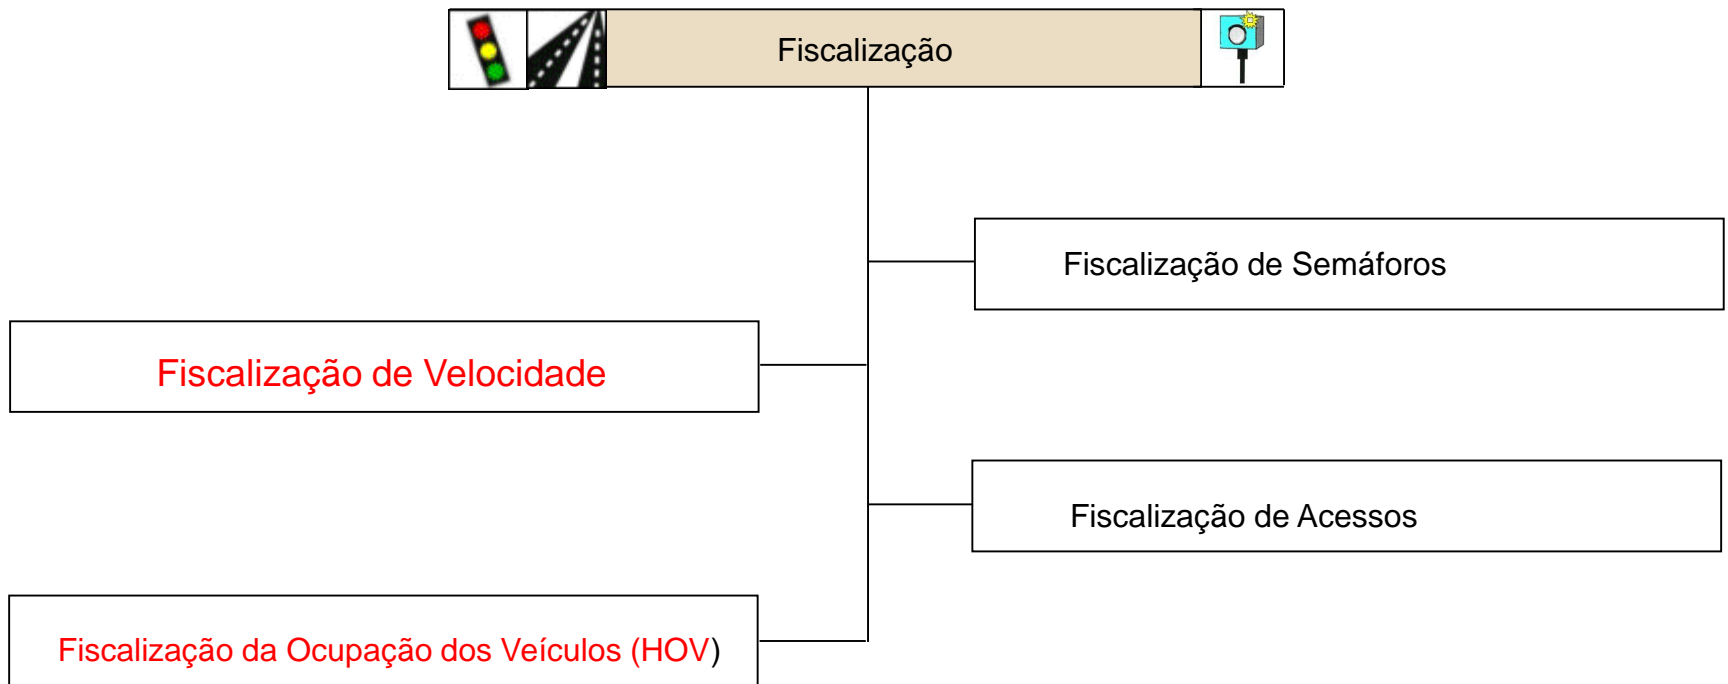 Fiscalização
Fiscalização de Semáforos
Fiscalização de Velocidade
Fiscalização de Acessos
Fiscalização da Ocupação dos Veículos (HOV)